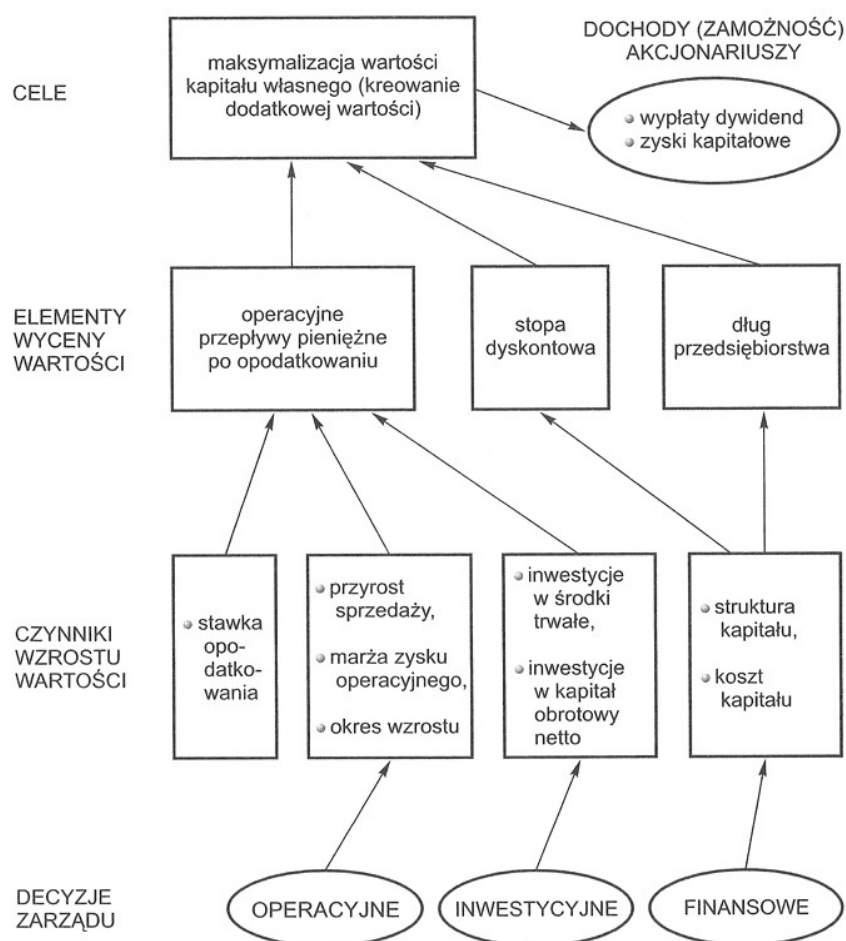 DOCHODY (ZAMOŻNOŚĆ)
AKCJONARIUSZY
CELE
maksymalizacja wartości
kapitału własnego (kreowanie
dodatkowej wartości)
wypłaty dywidend
zyski kapitałowe
ELEMENTY
WYCENY
WARTOŚCI
operacyjne
przepływy pieniężne
po opodatkowaniu
stopa
dyskontowa
dług
przedsiębiorstwa
CZYNNIKI
WZROSTU
WARTOŚCI
stawka
opo-
datko-
wania
przyrost
sprzedaży,
marża zysku
operacyjnego,
okres wzrostu
inwestycje
w środki
trwałe,
inwestycje
w kapitał
obrotowy
netto
struktura
kapitału,
koszt
kapitału
DECYZJE
ZARZĄDU
OPERACYJNE
INWESTYCYJNE
FINANSOWE